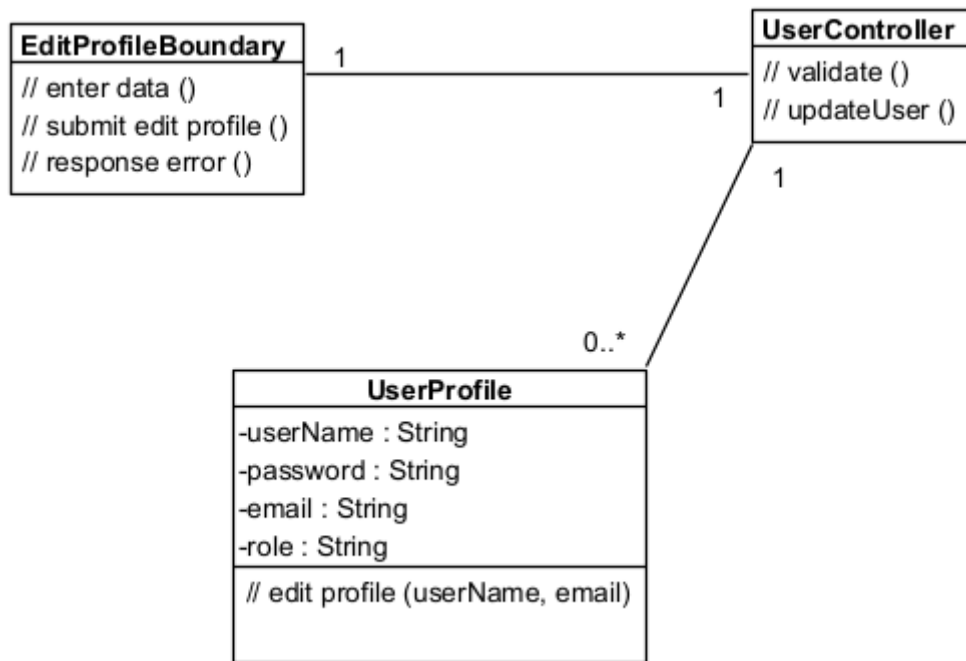 EditProfileBoundary
// enter data ()
// submit edit profile ()
// response error ()
1
1
UserController
// validate ()
// updateUser ()
1
0..*
UserProfile
-userName : String
-password : String
-email : String
-role : String
// edit profile (userName, email)